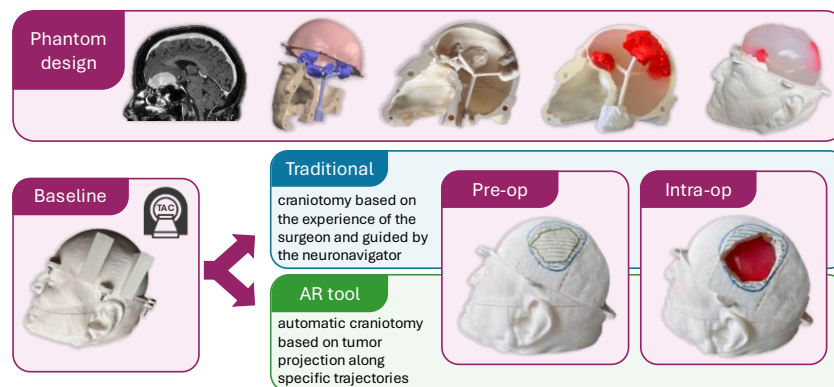 Phantom
design
Baseline
TAC
Traditional
craniotomy based on
the experience of the
surgeon and guided by
the neuronavigator
AR tool
automatic craniotomy
based on tumor
projection along
specific trajectories
Pre-op
Intra-op